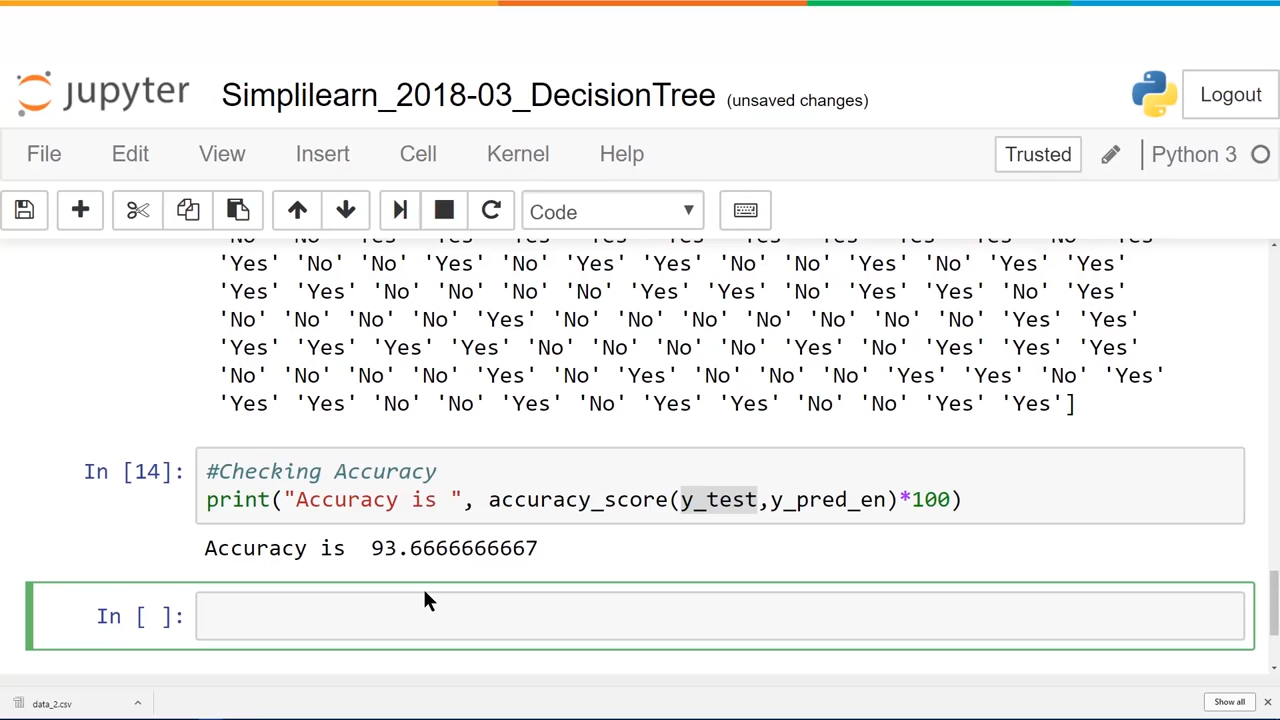 jupyter Simplilearn_2018-03_DecisionTree (unsaved changes) Logout
File Edit View Insert Cell Kernel Help Trusted Python 3
Code
'Yes' 'No' 'No' 'Yes' 'No' 'Yes' 'Yes' 'No' 'No' 'Yes' 'No' 'Yes' 'Yes'
'Yes' 'Yes' 'No' 'No' 'No' 'No' 'Yes' 'Yes' 'No' 'Yes' 'Yes' 'No' 'Yes'
'No' 'No' 'No' 'No' 'Yes' 'No' 'No' 'No' 'No' 'No' 'No' 'No' 'Yes' 'Yes'
'Yes' 'Yes' 'Yes' 'Yes' 'No' 'No' 'No' 'No' 'Yes' 'No' 'Yes' 'Yes' 'Yes'
'No' 'No' 'No' 'No' 'Yes' 'No' 'Yes' 'No' 'No' 'No' 'Yes' 'Yes' 'No' 'Yes'
'Yes' 'Yes' 'No' 'No' 'Yes' 'No' 'Yes' 'Yes' 'No' 'No' 'Yes' 'Yes']
In [14]: #Checking Accuracy
print("Accuracy is ", accuracy_score(y_test,y_pred_en)*100)
Accuracy is  93.6666666667
In [ ]:
data_2.csv Show all